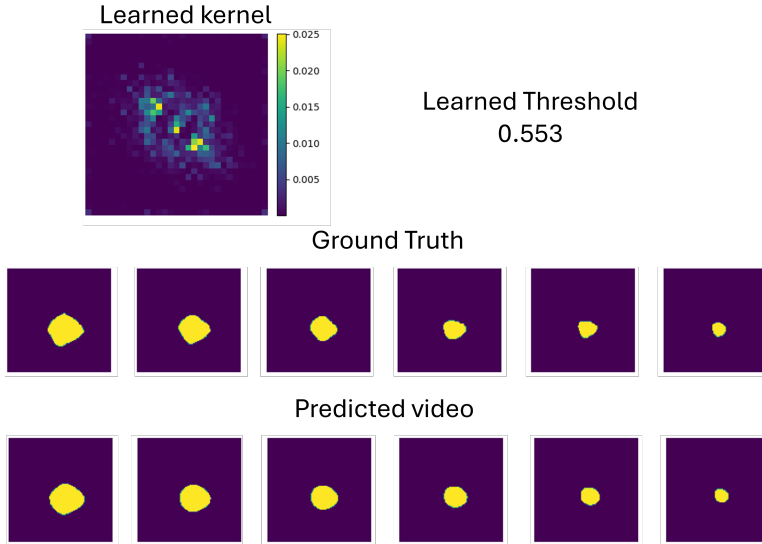 Learned kernel
0.025
0.020
0.015
0.010
0.005
Learned Threshold
0.553
Ground Truth
Predicted video